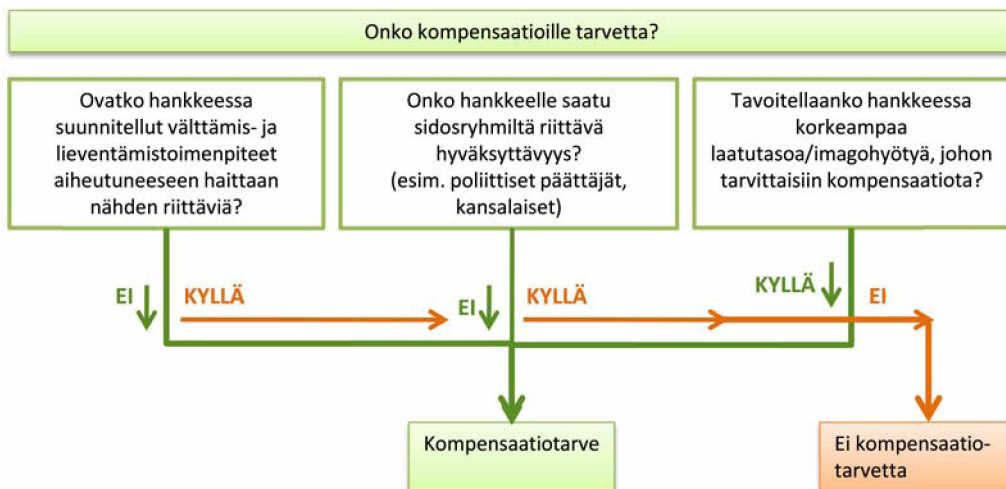 Onko kompensaatioille tarvetta?
Ovatko hankkeessa
suunnitellut välttämis- ja
lieventämistoimenpiteet
aiheutuneeseen haittaan
nähden riittäviä?
Onko hankkeelle saatu
sidosryhmiltä riittävä
hyväksyttävyys?
(esim. poliittiset päättäjät,
kansalaiset)
Tavoitellaanko hankkeessa
korkeampaa
laatutasoa/imagohyötyä, johon
tarvittaisiin kompensaatiota?
EI
KYLLÄ
EI
KYLLÄ
KYLLÄ
EI
Kompensaatiotarve
Ei kompensaatio-
tarvetta